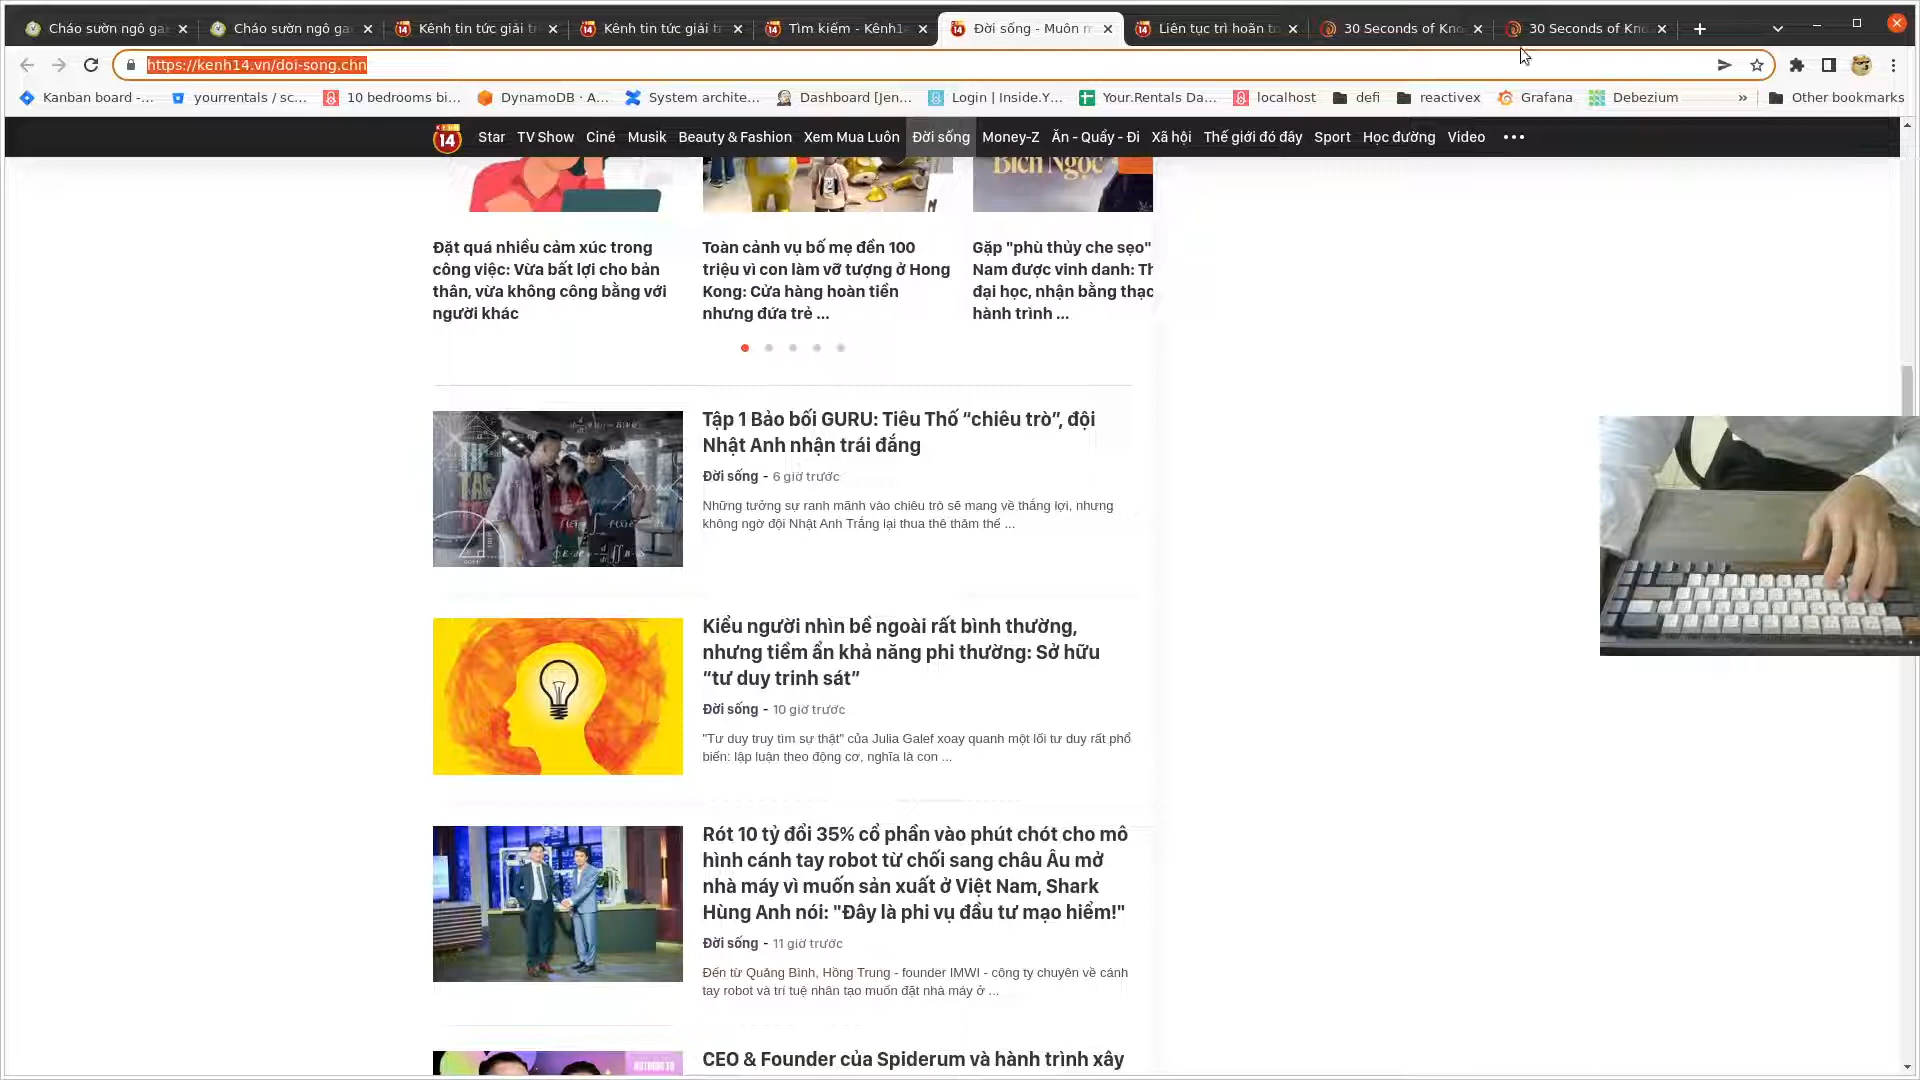 Cháo sườn ngô ga
Cháo sườn ngô ga
Kênh tin tức giải t
Kênh tin tức giải t
Tìm kiếm - Kênh1
Đời sống - Muôn m
Liên tục trì hoãn to
30 Seconds of Kno
30 Seconds of Kno
https://kenh14.vn/doi-song.chn
Kanban board -...
yourrentals / sc...
10 bedrooms bi...
DynamoDB · A...
System archite...
Dashboard [Jen...
Login | Inside.Y...
Your.Rentals Da...
localhost
defi
reactivex
Grafana
Debezium
»
Other bookmarks
14
Star
TV Show
Ciné
Musik
Beauty & Fashion
Xem Mua Luôn
Đời sống
Money-Z
Ăn - Quẩy - Đi
Xã hội
Thế giới đó đây
Sport
Học đường
Video
Bích Ngọc
Đặt quá nhiều cảm xúc trong
công việc: Vừa bất lợi cho bản
thân, vừa không công bằng với
người khác
Toàn cảnh vụ bố mẹ đền 100
triệu vì con làm vỡ tượng ở Hong
Kong: Cửa hàng hoàn tiền
nhưng đứa trẻ ...
Gặp "phù thủy che sẹo"
Nam được vinh danh: Th
đại học, nhận bằng thạc
hành trình ...
Tập 1 Bảo bối GURU: Tiêu Thố “chiêu trò”, đội
Nhật Anh nhận trái đắng
Đời sống - 6 giờ trước
Những tưởng sự ranh mãnh vào chiêu trò sẽ mang về thắng lợi, nhưng
không ngờ đội Nhật Anh Trắng lại thua thê thảm thế ...
Kiểu người nhìn bề ngoài rất bình thường,
nhưng tiềm ẩn khả năng phi thường: Sở hữu
“tư duy trinh sát”
Đời sống - 10 giờ trước
"Tư duy truy tìm sự thật" của Julia Galef xoay quanh một lối tư duy rất phổ
biến: lập luận theo động cơ, nghĩa là con ...
Rót 10 tỷ đổi 35% cổ phần vào phút chót cho mô
hình cánh tay robot từ chối sang châu Âu mở
nhà máy vì muốn sản xuất ở Việt Nam, Shark
Hùng Anh nói: "Đây là phi vụ đầu tư mạo hiểm!"
Đời sống - 11 giờ trước
Đến từ Quảng Bình, Hồng Trung - founder IMWI - công ty chuyên về cánh
tay robot và trí tuệ nhân tạo muốn đặt nhà máy ở ...
CEO & Founder của Spiderum và hành trình xây